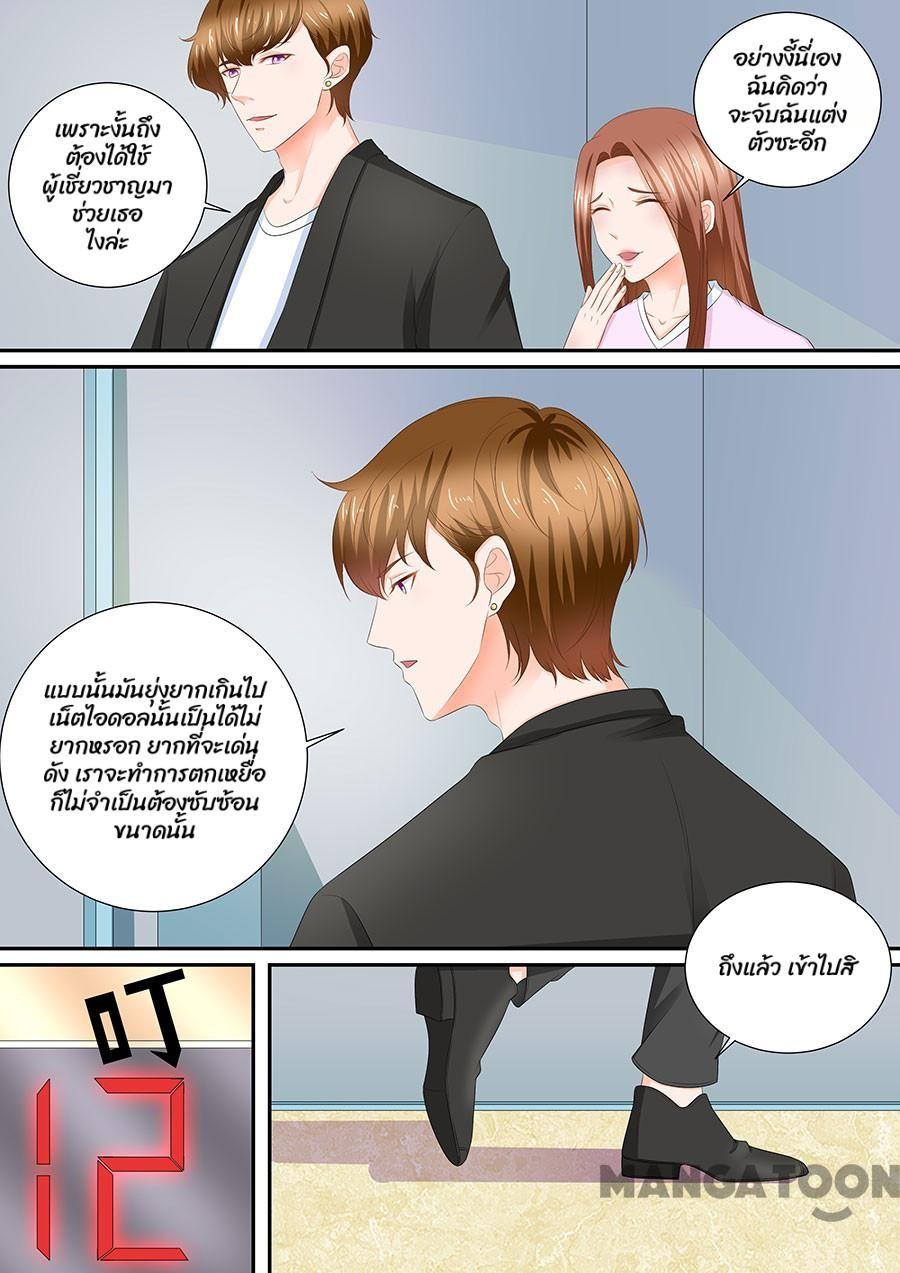 อย่างงี้นี่เอง
ฉันคิดว่า
จะจับฉันแต่ง
ตัวซะอีก
เพราะงั้นถึง
ต้องได้ใช้
ผู้เชี่ยวชาญมา
ช่วยเธอ
ไงล่ะ
แบบนั้นมันยุ่งยากเกินไป
เน็ตไอดอลนั้นเป็นได้ไม่
ยากหรอก ยากที่จะเด่น
ดัง เราจะทำการตกเหยื่อ
ก็ไม่จำเป็นต้องซับซ้อน
ขนาดนั้น
叮
12
ถึงแล้ว เข้าไปสิ
MANGATOON